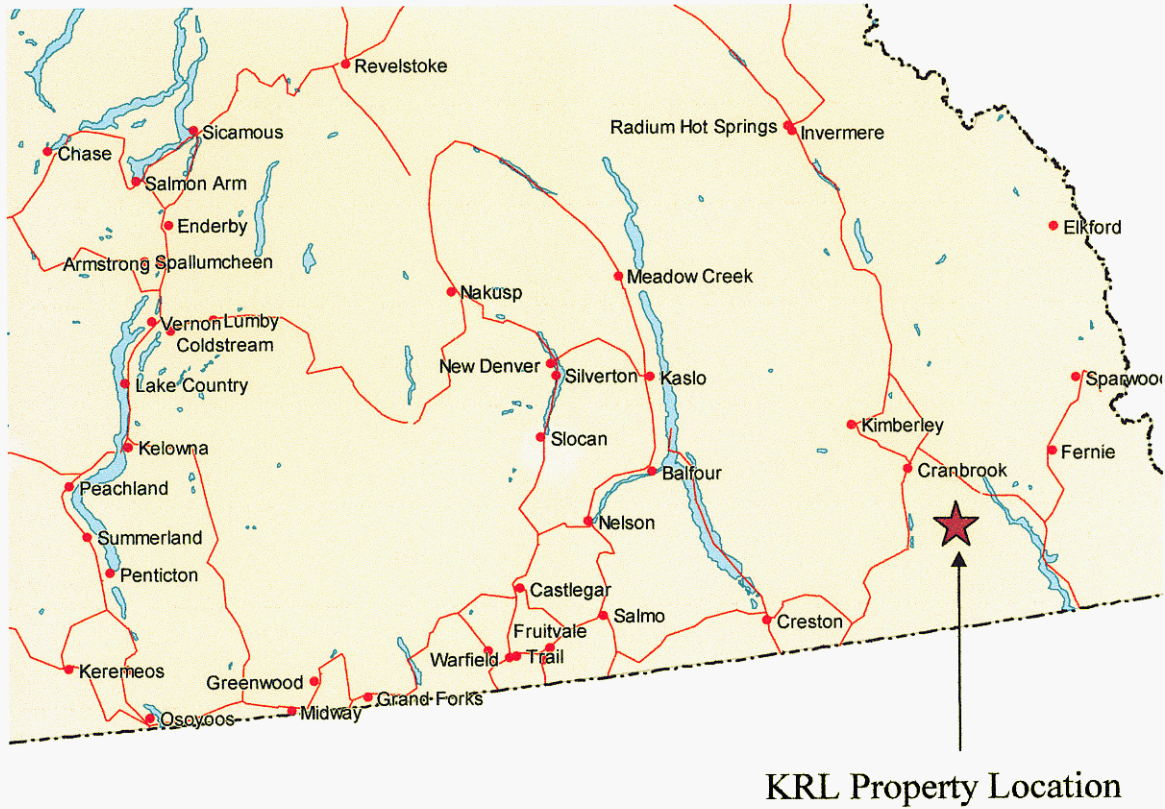 Revelstoke
Sicamous
Radium Hot Springs
Invermere
Chase
Salmon Arm
Enderby
Elkford
Armstrong
Spallumcheen
Meadow Creek
Nakusp
Vernon
Lumby
Coldstream
New Denver
Silverton
Kaslo
Sparwood
Lake Country
Kimberley
Slocan
Kelowna
Fernie
Cranbrook
Balfour
Peachland
Nelson
Summerland
Penticton
Castlegar
Salmo
Creston
Fruitvale
Trail
Warfield
Keremeos
Greenwood
Grand Forks
Midway
Osoyoos
KRL Property Location